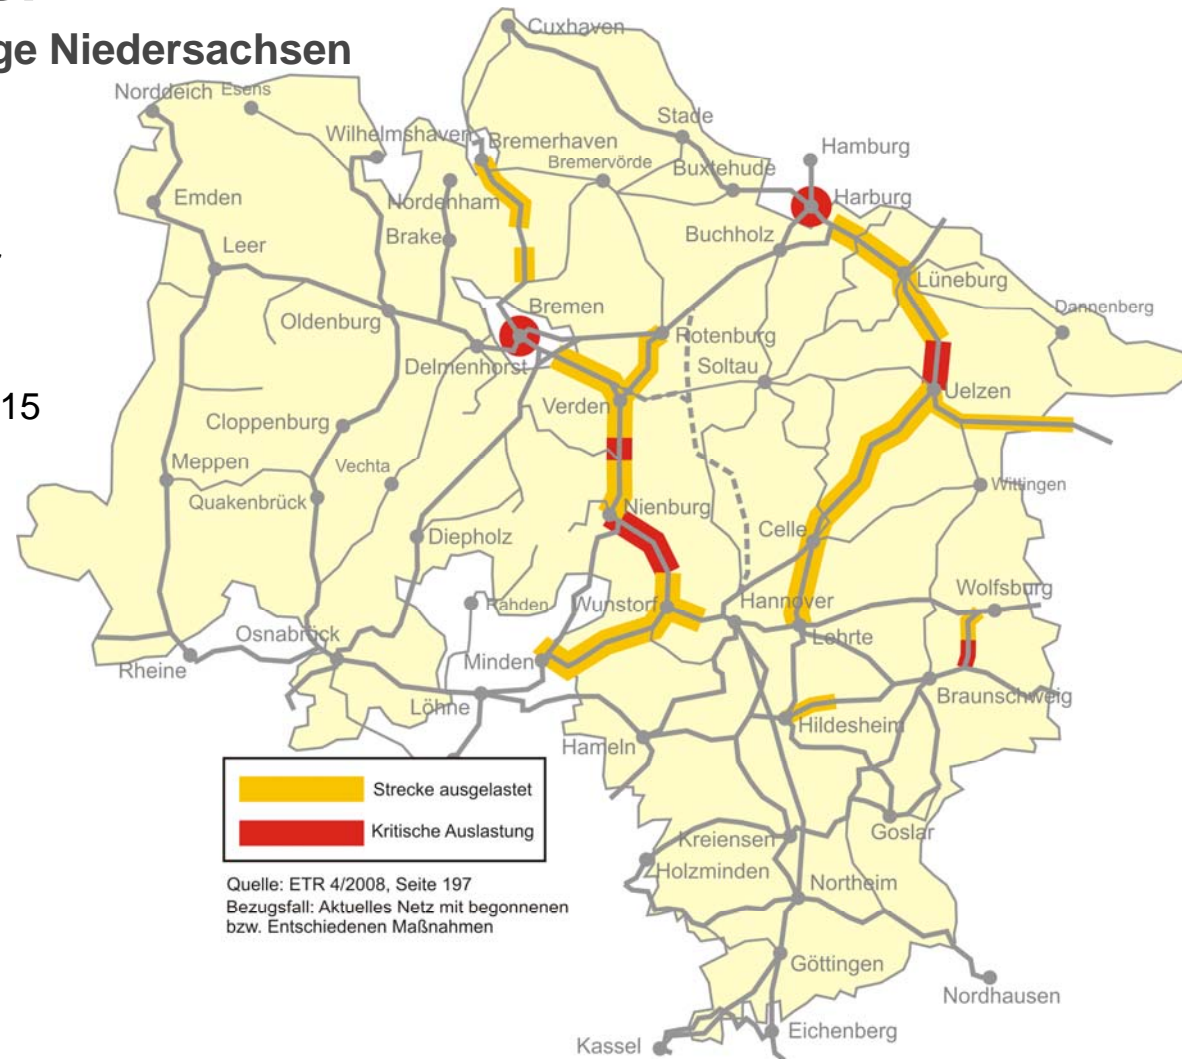 ge Niedersachsen
15
Cuxhaven
Norddeich
Esens
Stade
Wilhelmshaven
Bremerhaven
Hamburg
Bremervörde
Buxtehude
Emden
Nordenham
Harburg
Leer
Brake
Buchholz
Lüneburg
Bremen
Dannenberg
Oldenburg
Rotenburg
Delmenhorst
Soltau
Uelzen
Verden
Cloppenburg
Meppen
Vechta
Wittingen
Quakenbrück
Nienburg
Diepholz
Celle
Wolfsburg
Rahden
Wunstorf
Hannover
Osnabrück
Lehrte
Rheine
Minden
Braunschweig
Löhne
Hildesheim
Hameln
Strecke ausgelastet
Kritische Auslastung
Goslar
Kreiensen
Holzminden
Quelle: ETR 4/2008, Seite 197
Northeim
Bezugsfall: Aktuelles Netz mit begonnenen
bzw. Entschiedenen Maßnahmen
Göttingen
Nordhausen
Eichenberg
Kassel